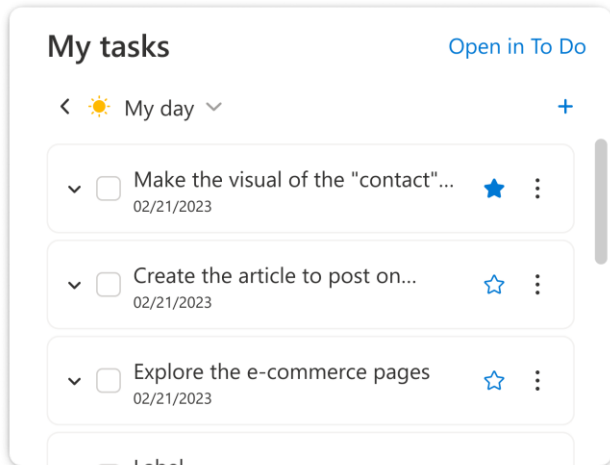 My tasks
Open in To Do
My day
Make the visual of the "contact"...
02/21/2023
Create the article to post on...
02/21/2023
Explore the e-commerce pages
02/21/2023
Label